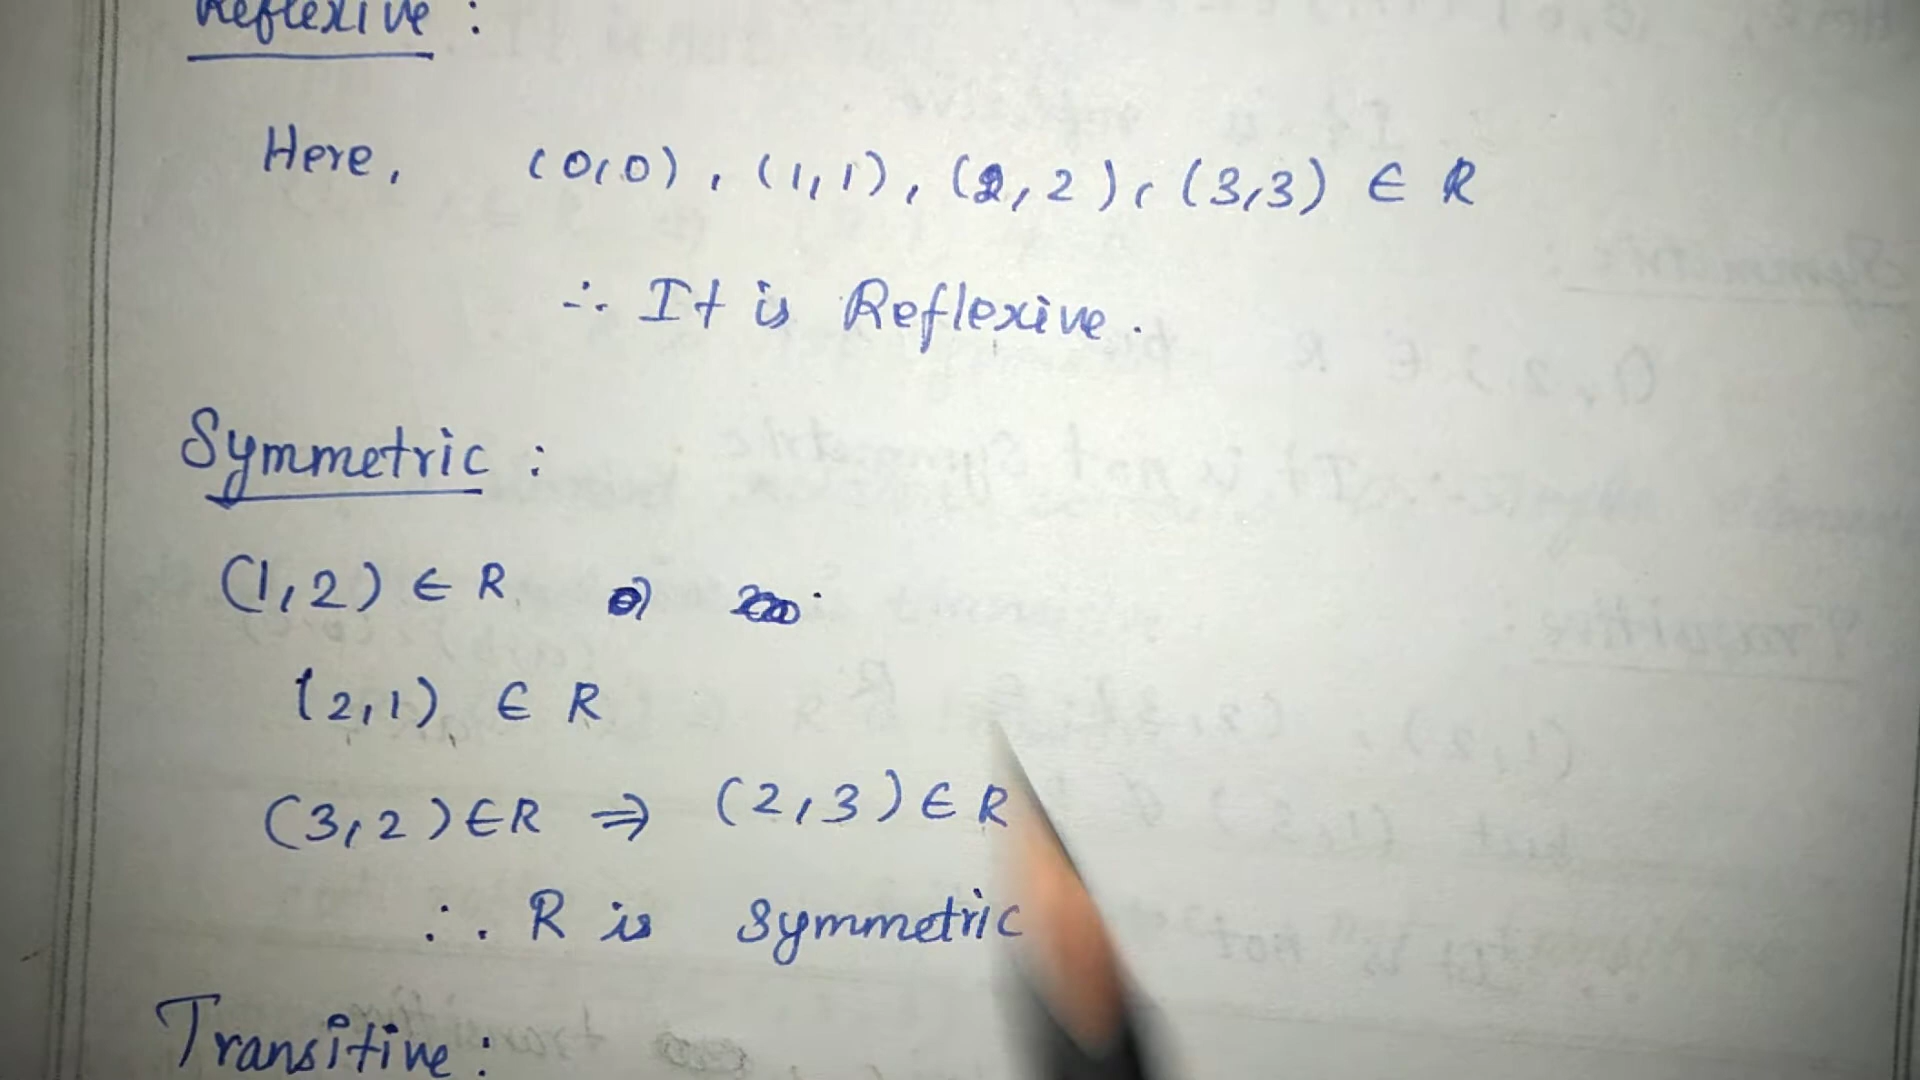 Reflexive :
Here, (0,0), (1,1), (2,2), (3,3) ∈ R
∴ It is Reflexive.
Symmetric :
(1,2) ∈ R
(2,1) ∈ R
(3,2) ∈ R ⇒ (2,3) ∈ R
∴ R is Symmetric
Transitive :